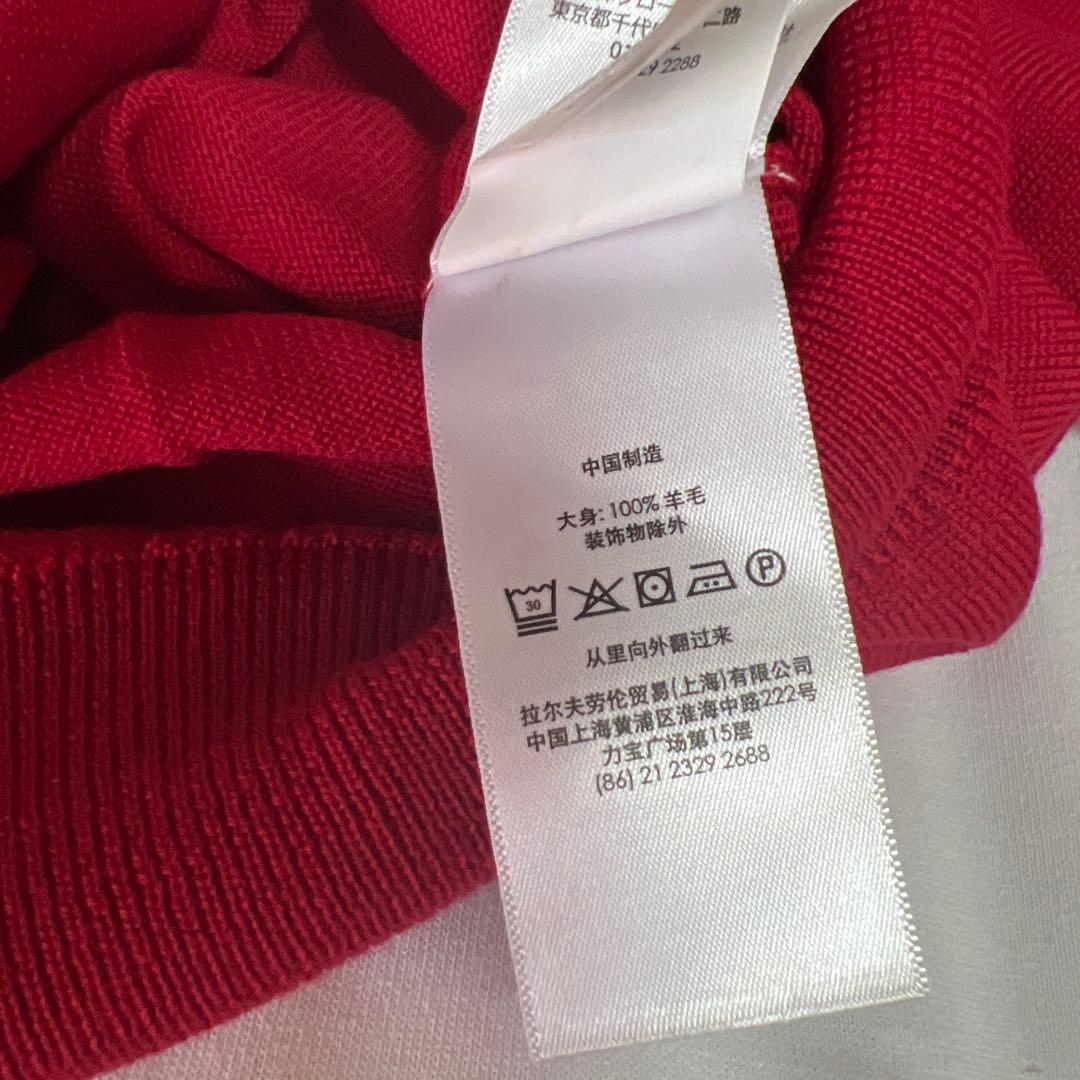 東京都千代
2288
中国制造
大身: 100% 羊毛
装饰物除外
30
P
从里向外翻过来
拉尔夫劳伦贸易(上海)有限公司
中国上海黄浦区淮海中路222号
力宝广场第15层
(86) 21 2329 2688